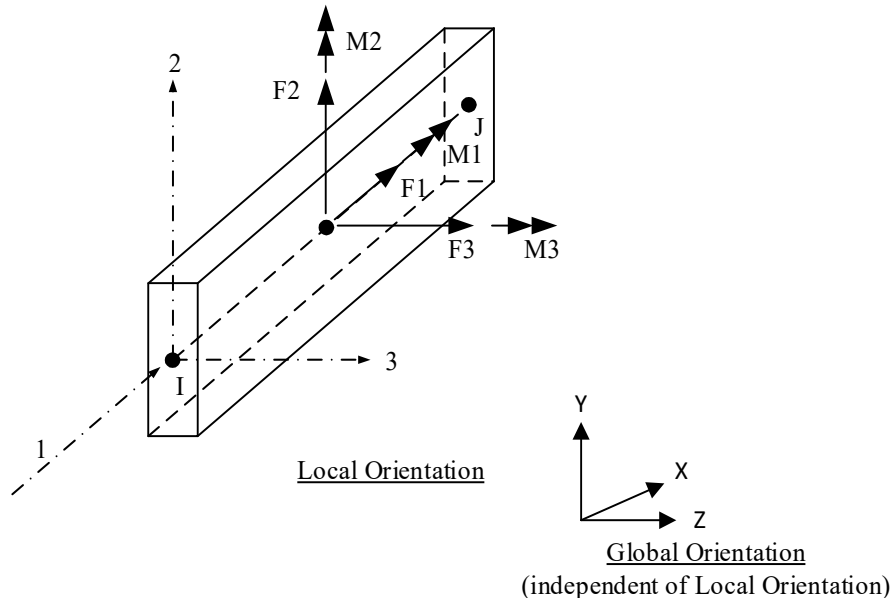 M2
2
F2
J
M1
F1
F3
M3
3
I
1
Local Orientation
Y
X
Z
Global Orientation
(independent of Local Orientation)